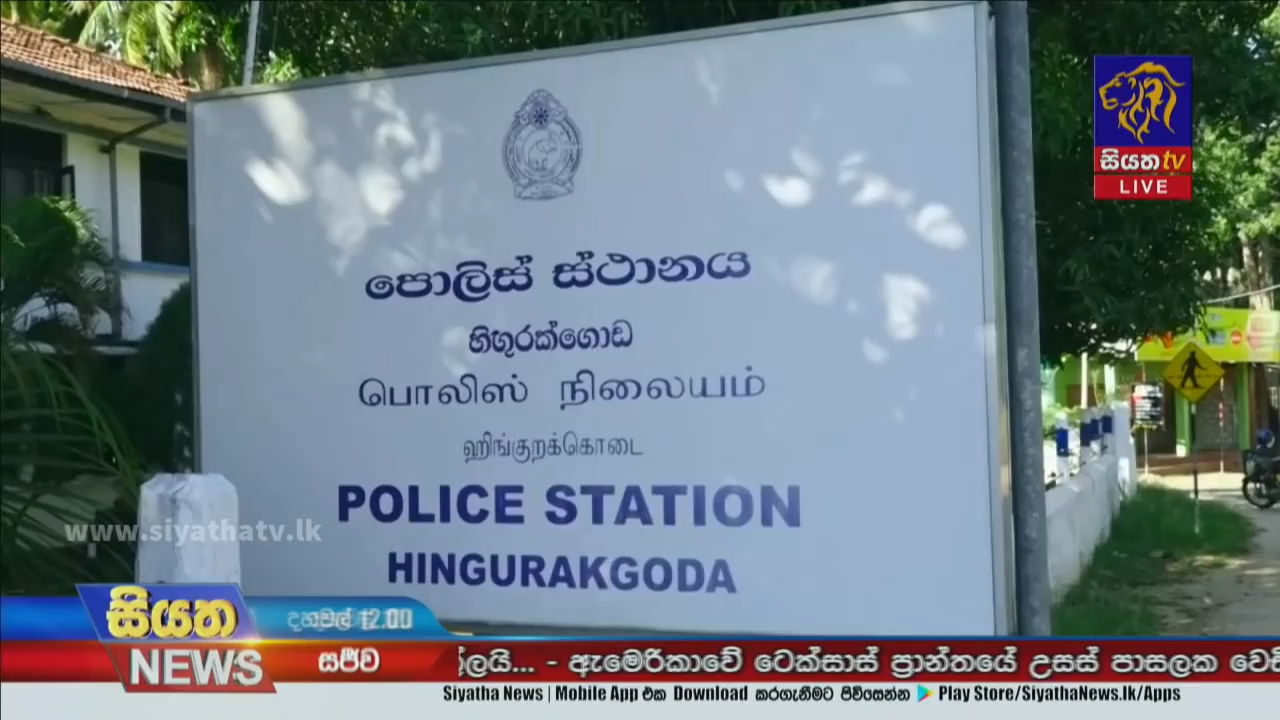 සියත tv
LIVE
පොලිස් ස්ථානය
හිගුරක්ගොඩ
பொலிஸ் நிலையம்
ஹிங்குறக்கொடை
POLICE STATION
HINGURAKGODA
www.siyathatv.lk
සියත
NEWS
දහවල් 12.00
සජීව
ල්ලයි... - ඇමෙරිකාවේ ටෙක්සාස් ප්‍රාන්තයේ උසස් පාසලක
Siyatha News | Mobile App එක Download කරගැනීමට පිවිසෙන්න Play Store/SiyathaNews.lk/Apps